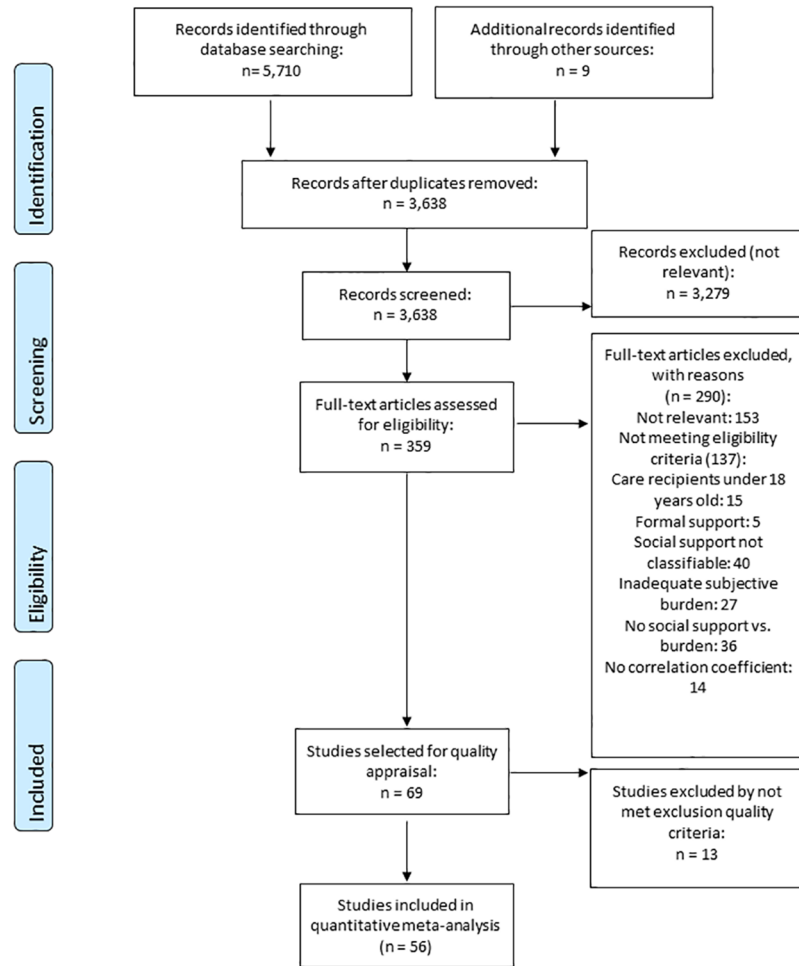 Records identified through
database searching:
n= 5,710
Additional records identified
through other sources:
n = 9
Identification
Records after duplicates removed:
n = 3,638
Records excluded (not
relevant):
n = 3,279
Screening
Records screened:
n = 3,638
Full-text articles assessed
for eligibility:
n = 359
Full-text articles excluded,
with reasons
(n = 290):
Not relevant: 153
Not meeting eligibility
criteria (137):
Care recipients under 18
years old: 15
Formal support: 5
Social support not
classifiable: 40
Inadequate subjective
burden: 27
No social support vs.
burden: 36
No correlation coefficient:
14
Eligibility
Included
Studies selected for quality
appraisal:
n = 69
Studies excluded by not
met exclusion quality
criteria:
n = 13
Studies included in
quantitative meta-analysis
(n = 56)